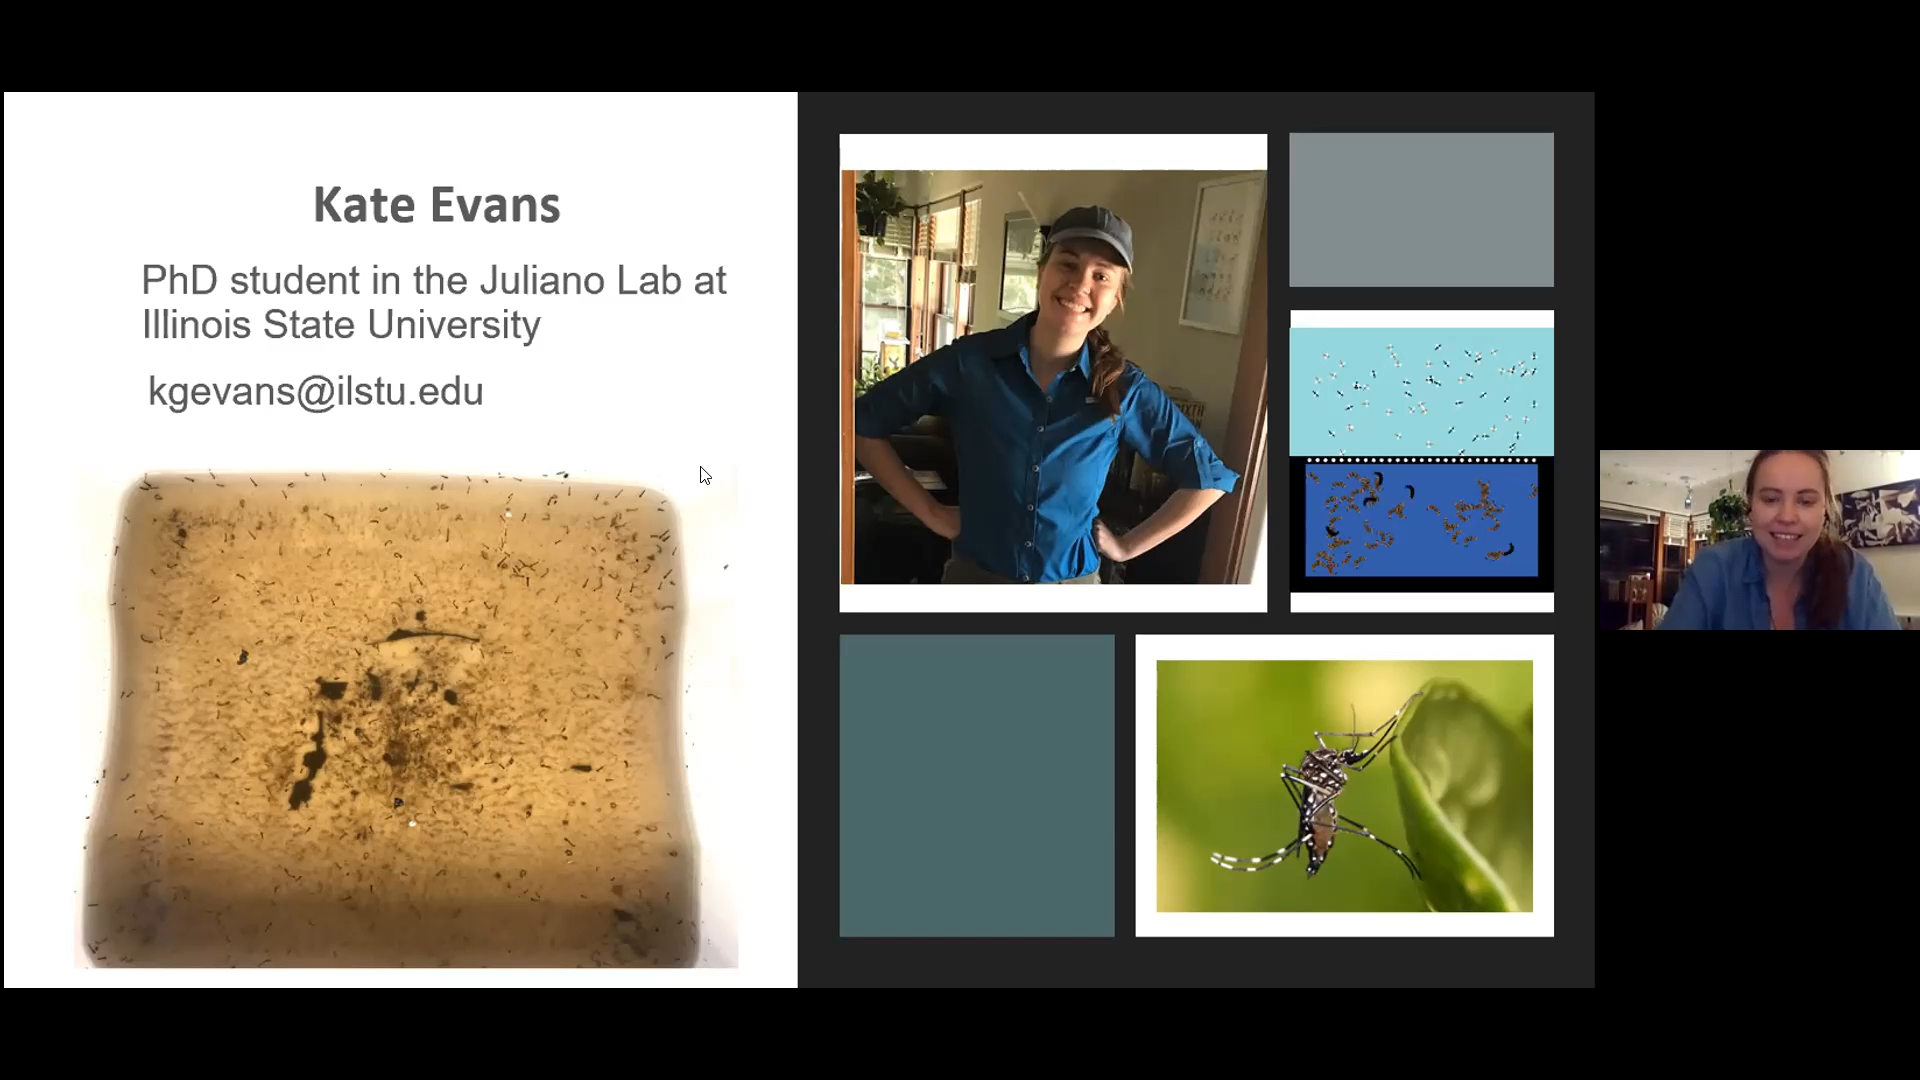 Kate Evans
PhD student in the Juliano Lab at
Illinois State University
kgevans@ilstu.edu